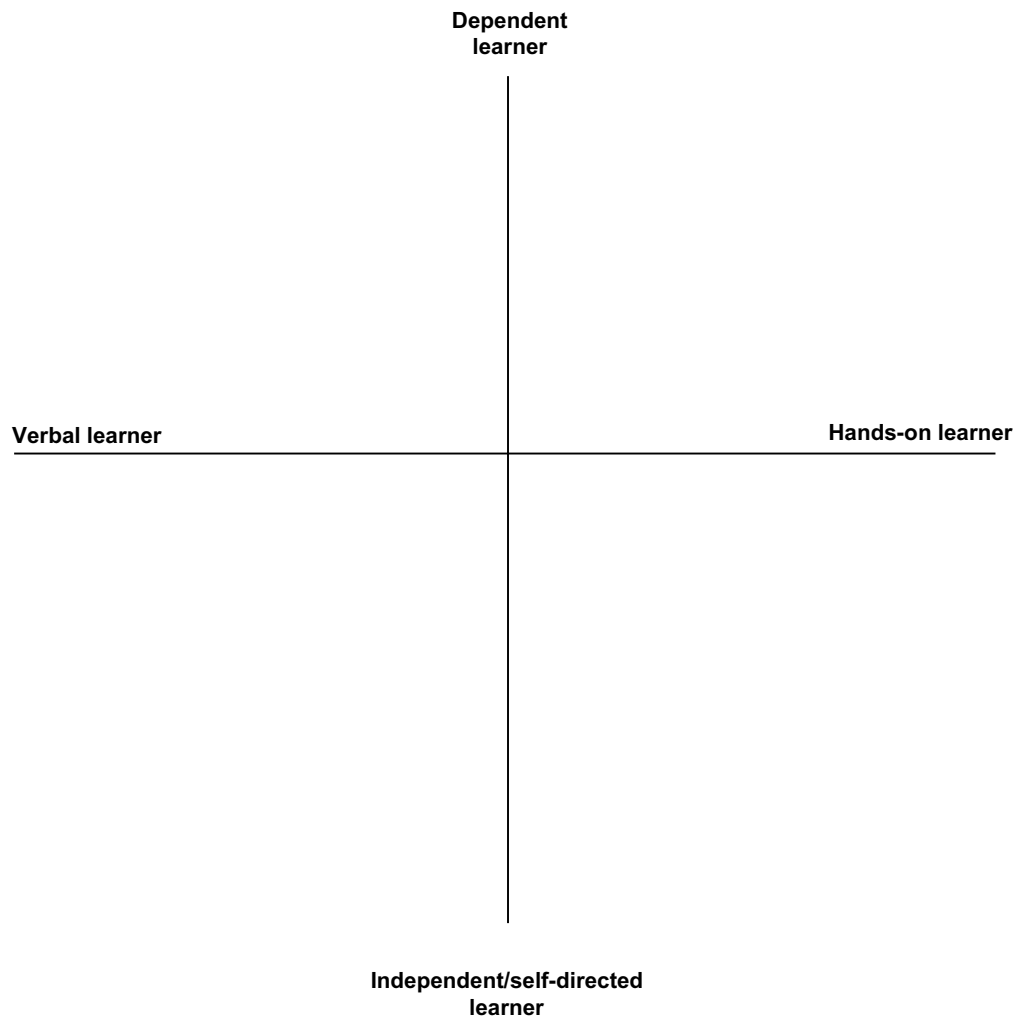 Dependent
learner
Verbal learner
Hands-on learner
Independent/self-directed
learner